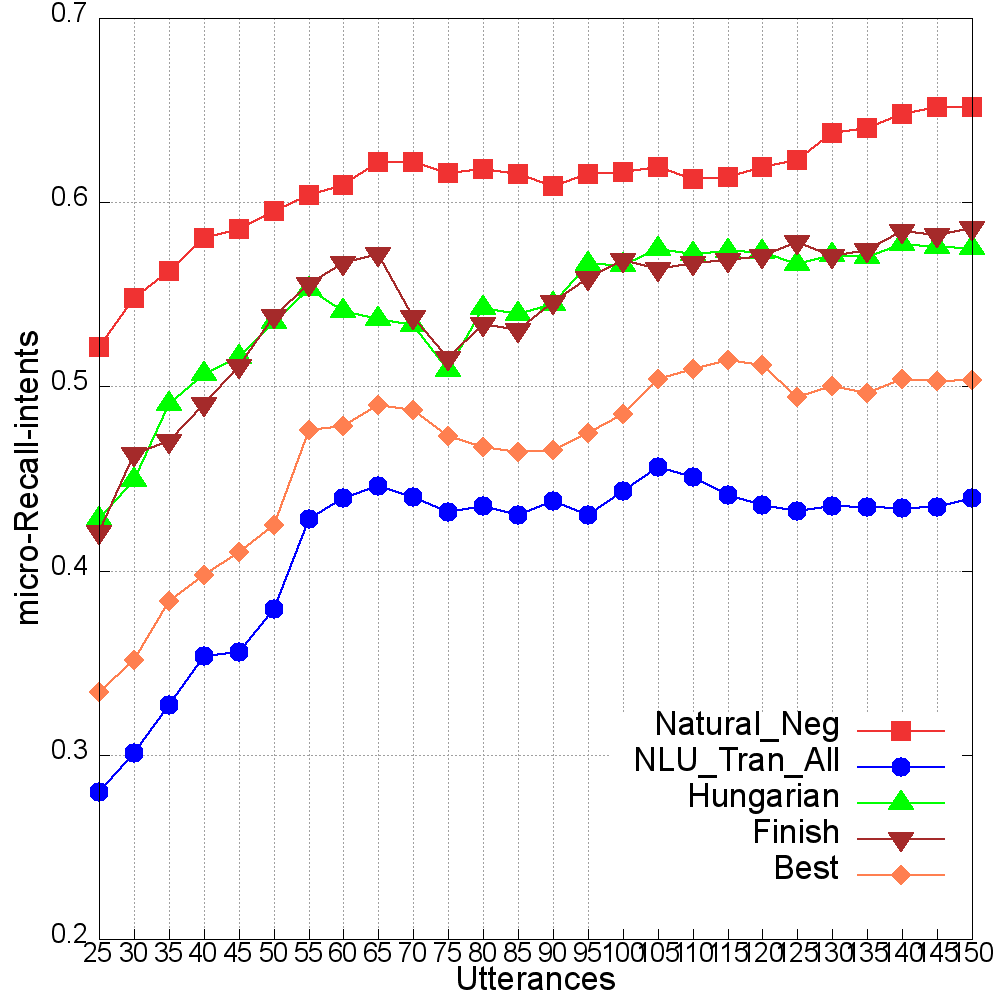 0.7
0.6
0.5
0.4
0.3
0.2
micro-Recall-intents
Natural_Neg
NLU_Tran_All
Hungarian
Finish
Best
25 30 35 40 45 50 55 60 65 70 75 80 85 90 95 100 105 110 115 120 125 130 135 140 145 150
Utterances